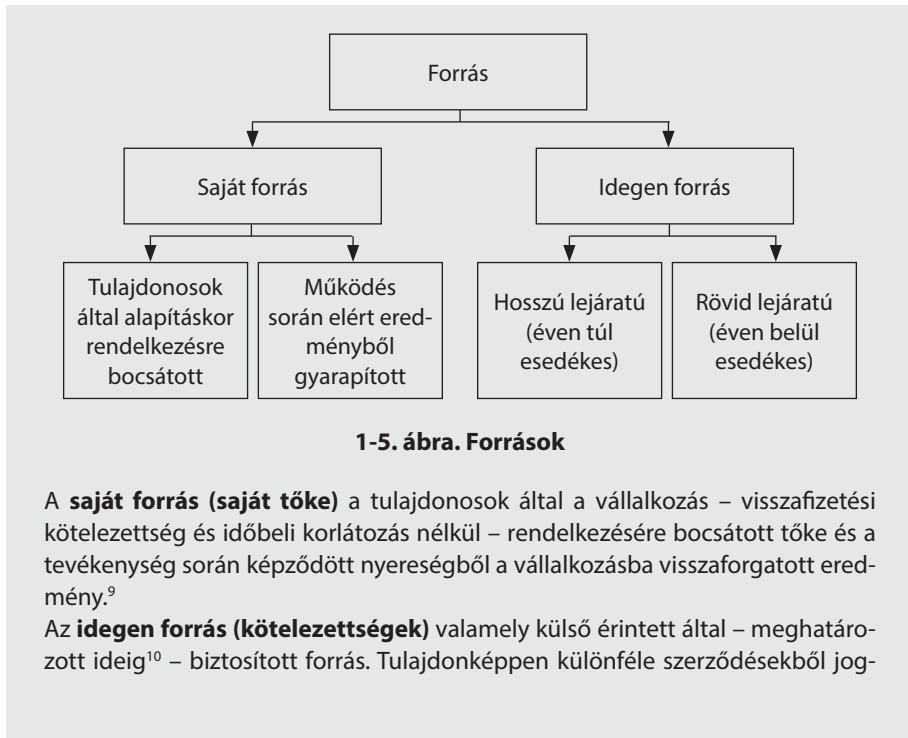 Forrás
Saját forrás
Idegen forrás
Tulajdonosok
által alapításkor
rendelkezésre
bocsátott
Működés
során elért ered-
ményből
gyarapított
Hosszú lejáratú
(éven túl
esedékes)
Rövid lejáratú
(éven belül
esedékes)
1-5. ábra. Források
A saját forrás (saját tőke) a tulajdonosok által a vállalkozás – visszafizetési
kötelezettség és időbeli korlátozás nélkül – rendelkezésére bocsátott tőke és a
tevékenység során képződött nyereségből a vállalkozásba visszaforgatott ered-
mény.⁹
Az idegen forrás (kötelezettségek) valamely külső érintett által – meghatáro-
zott ideig¹⁰ – biztosított forrás. Tulajdonképpen különféle szerződésekből jog-